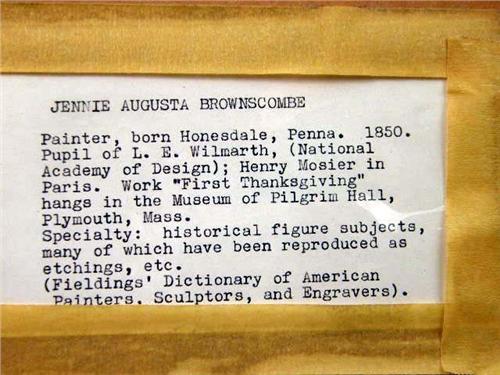 JENNIE AUGUSTA BROWNSCOMBE
Painter, born Honesdale, Penna. 1850.
Pupil of L. E. Wilmarth, (National
Academy of Design); Henry Mosier in
Paris. Work "First Thanksgiving"
hangs in the Museum of Pilgrim Hall,
Plymouth, Mass.
Specialty: historical figure subjects,
many of which have been reproduced as
etchings, etc.
(Fieldings' Dictionary of American
Painters, Sculptors, and Engravers).